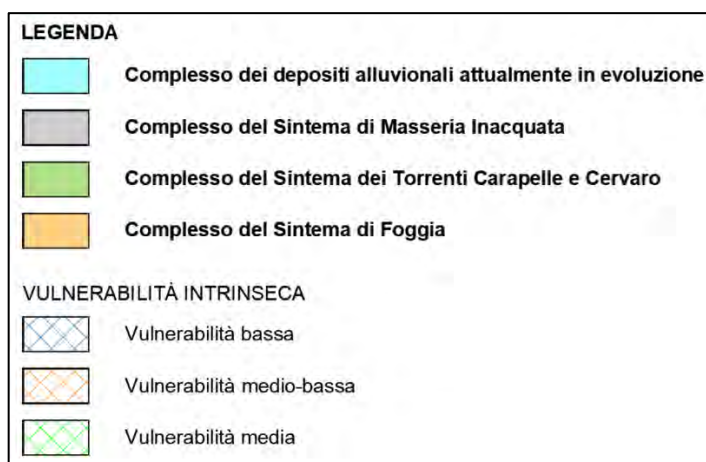 LEGENDA
Complesso dei depositi alluvionali attualmente in evoluzione
Complesso del Sintema di Masseria Inacquata
Complesso del Sintema dei Torrenti Carapelle e Cervaro
Complesso del Sintema di Foggia
VULNERABILITÀ INTRINSECA
Vulnerabilità bassa
Vulnerabilità medio-bassa
Vulnerabilità media